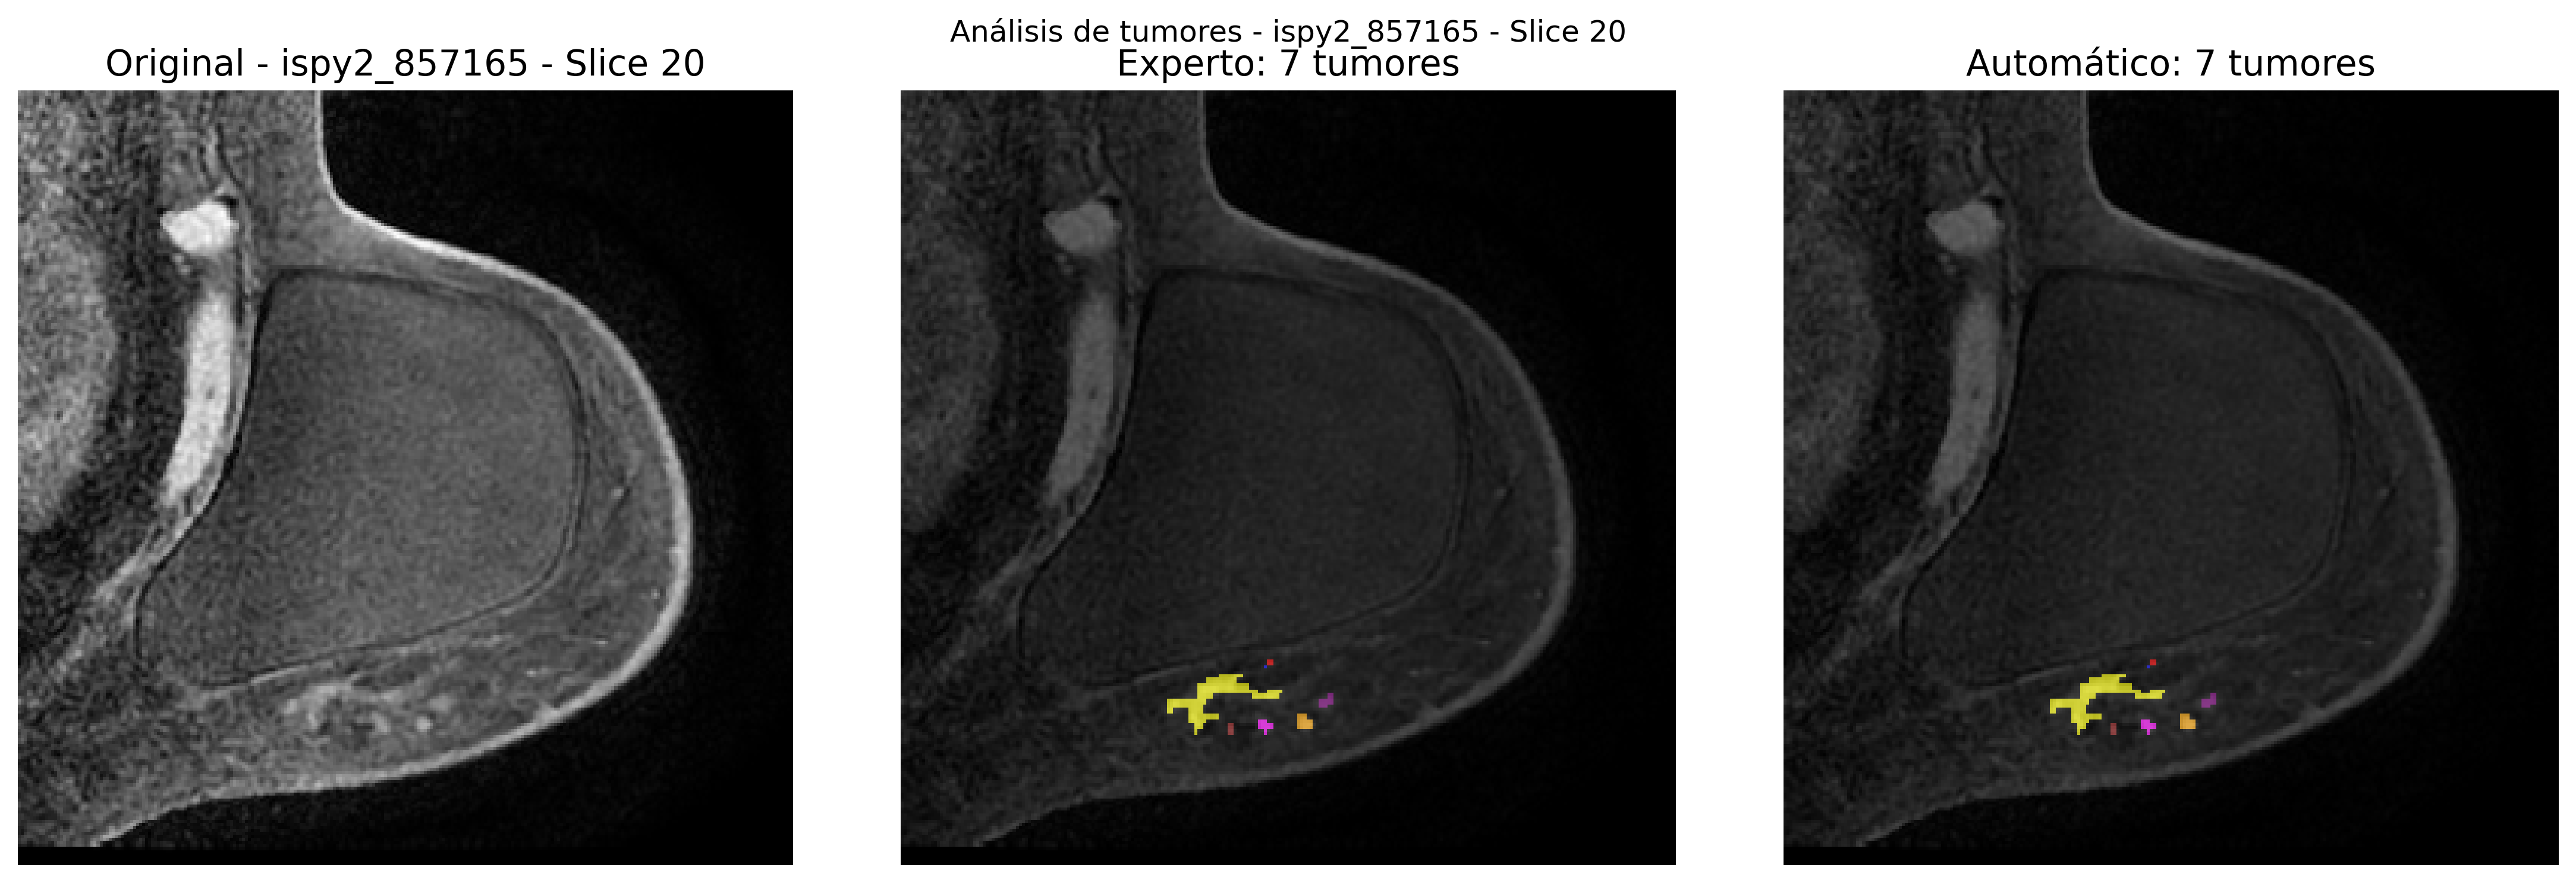 Análisis de tumores - ispy2_857165 - Slice 20
Original - ispy2_857165 - Slice 20
Experto: 7 tumores
Automático: 7 tumores